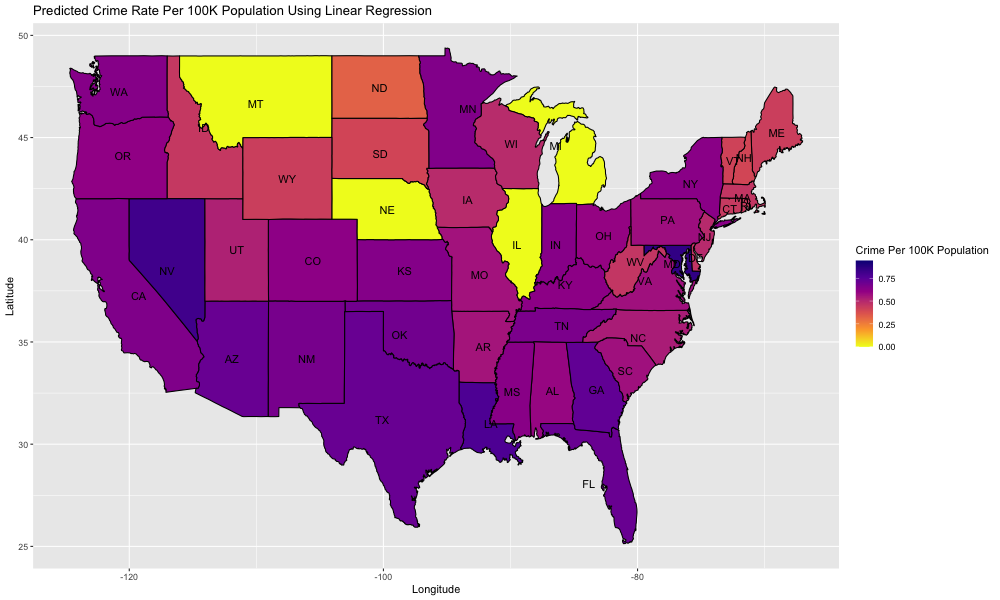 Predicted Crime Rate Per 100K Population Using Linear Regression
50
45
40
35
30
25
Latitude
WA
MT
ND
MN
ME
ID
OR
WI
MI
VT
NH
SD
WY
NY
MA
CT
NE
IA
PA
NJ
OH
UT
NV
CO
KS
MO
IL
IN
WV
CA
KY
VA
OK
TN
NC
AZ
NM
AR
SC
MS
AL
GA
TX
LA
FL
-120
-100
-80
Longitude
Crime Per 100K Population
0.75
0.50
0.25
0.00